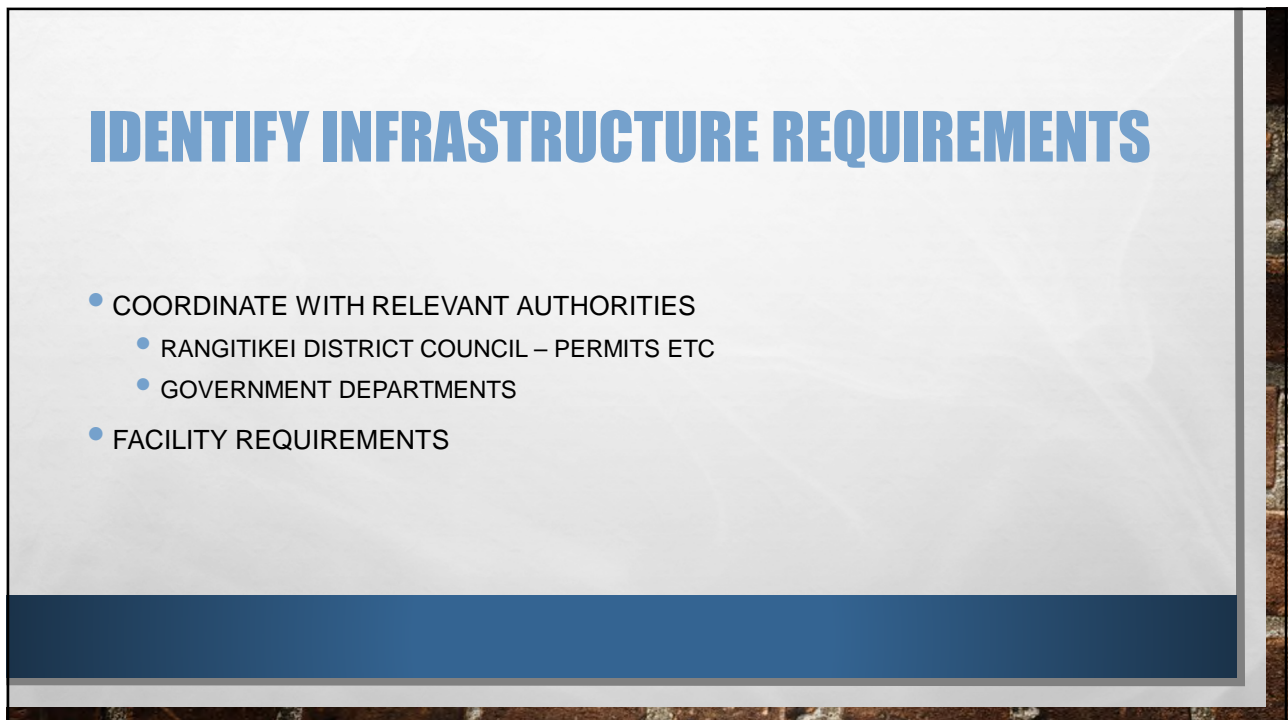 IDENTIFY INFRASTRUCTURE REQUIREMENTS
COORDINATE WITH RELEVANT AUTHORITIES
RANGITIKEI DISTRICT COUNCIL – PERMITS ETC
GOVERNMENT DEPARTMENTS
FACILITY REQUIREMENTS